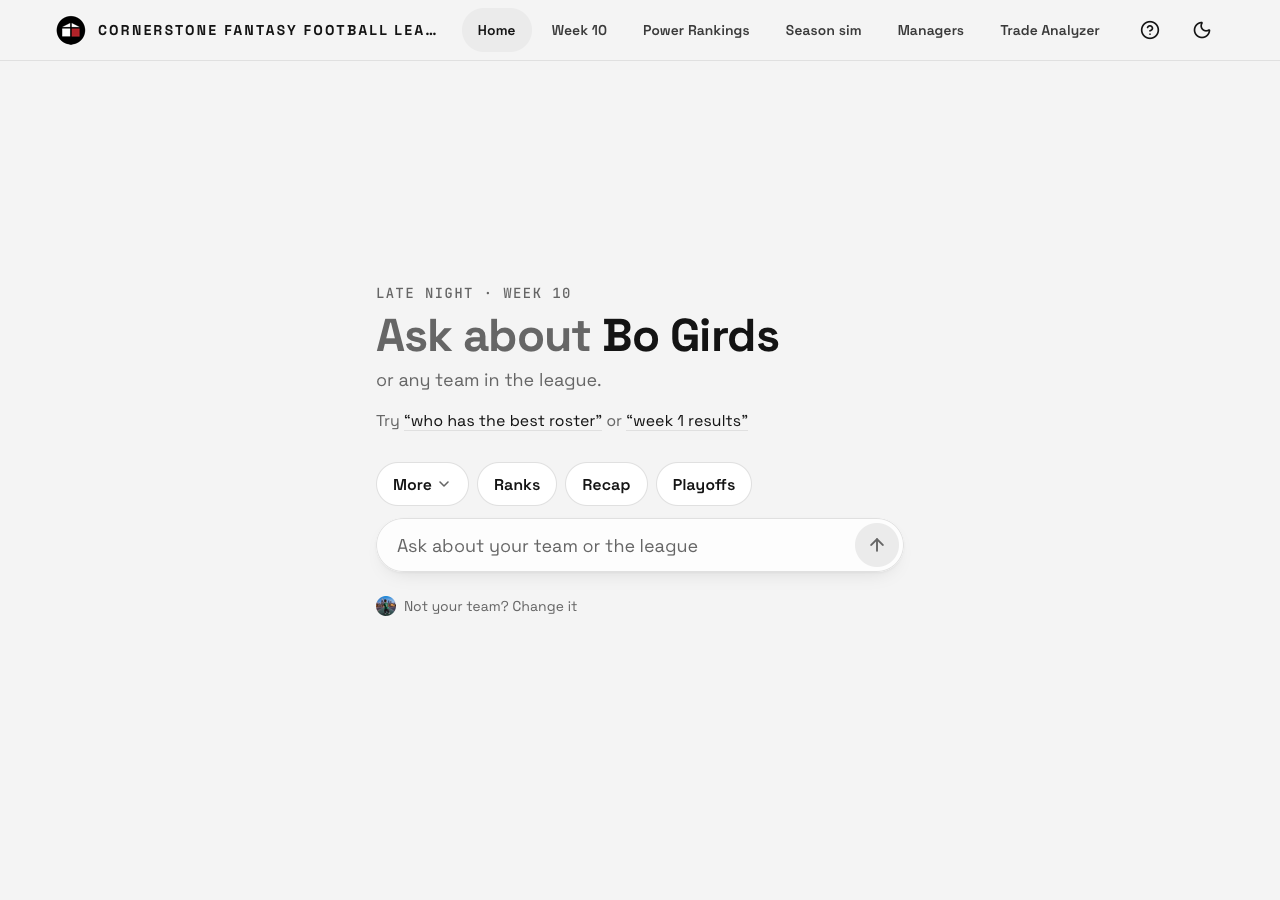 CORNERSTONE FANTASY FOOTBALL LEA...
Home
Week 10
Power Rankings
Season sim
Managers
Trade Analyzer
LATE NIGHT · WEEK 10
Ask about Bo Girds
or any team in the league.
Try “who has the best roster” or “week 1 results”
More
Ranks
Recap
Playoffs
Ask about your team or the league
Not your team? Change it